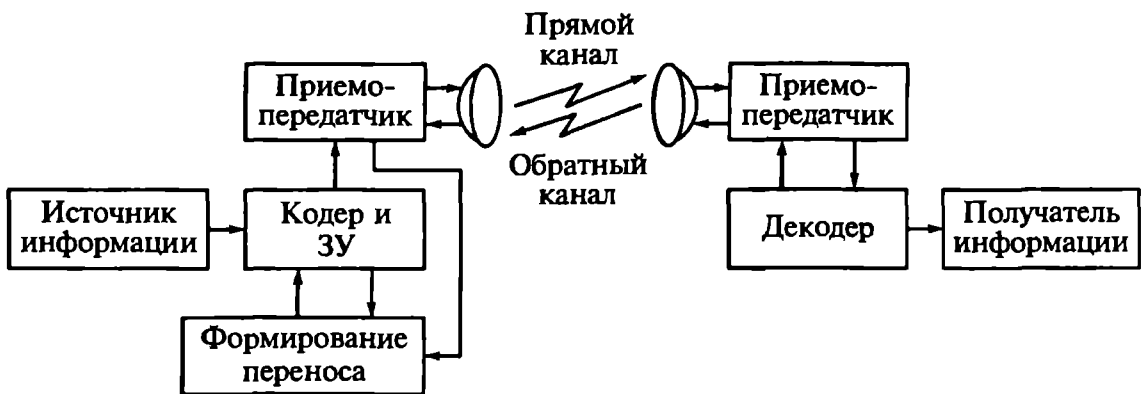 Прямой
канал
Приемо-
передатчик
Приемо-
передатчик
Обратный
канал
Источник
информации
Кодер и
ЗУ
Декодер
Получатель
информации
Формирование
переноса